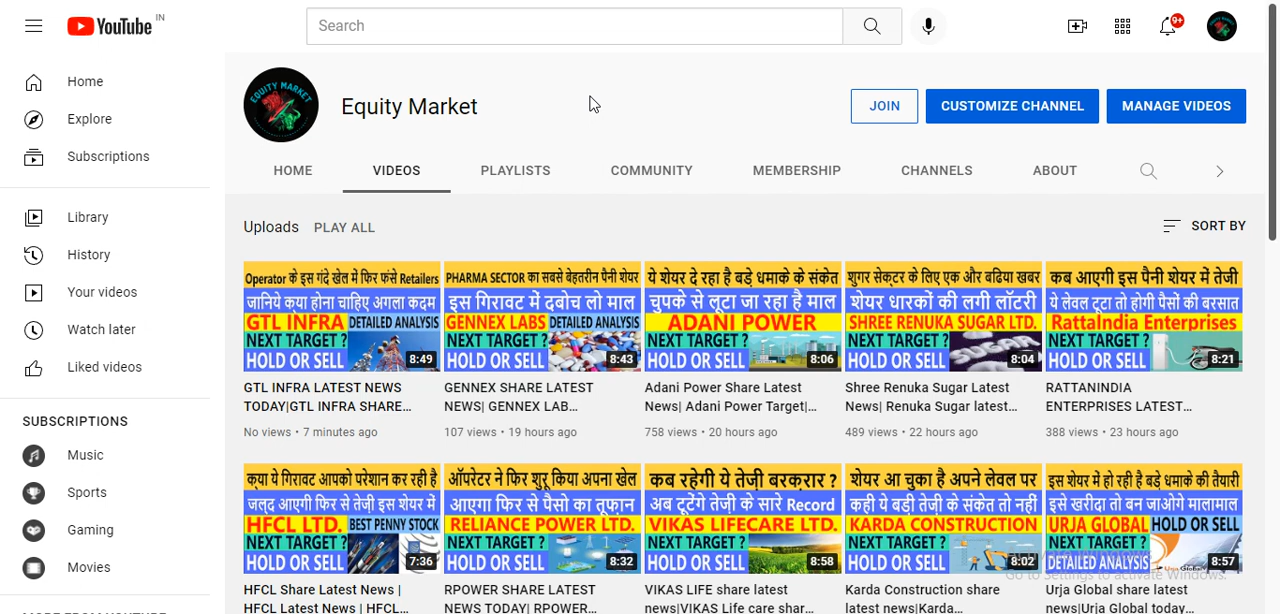 YouTube IN
Search
9+
Home
Explore
Subscriptions
Library
History
Your videos
Watch later
Liked videos
SUBSCRIPTIONS
Music
Sports
Gaming
Movies
EQUITY MARKET
Equity Market
JOIN
CUSTOMIZE CHANNEL
MANAGE VIDEOS
HOME
VIDEOS
PLAYLISTS
COMMUNITY
MEMBERSHIP
CHANNELS
ABOUT
Uploads
PLAY ALL
SORT BY
Operator के इस गंदे खेल में फिर फंसे Retailers
जानिये क्या होना चाहिए अगला कदम
GTL INFRA DETAILED ANALYSIS
NEXT TARGET ?
HOLD OR SELL
8:49
GTL INFRA LATEST NEWS
TODAY|GTL INFRA SHARE...
No views • 7 minutes ago
PHARMA SECTOR का सबसे बेहतरीन पैनी शेयर
इस गिरावट में दबोच लो माल
GENNEX LABS DETAILED ANALYSIS
NEXT TARGET ?
HOLD OR SELL
8:43
GENNEX SHARE LATEST
NEWS| GENNEX LAB...
107 views • 19 hours ago
ये शेयर दे रहा है बड़े धमाके के संकेत
चुपके से लूटा जा रहा है माल
ADANI POWER
NEXT TARGET ?
HOLD OR SELL
8:06
Adani Power Share Latest
News| Adani Power Target|...
758 views • 20 hours ago
शुगर सेक्टर के लिए एक और बढिया खबर
शेयर धारकों की लगी लॉटरी
SHREE RENUKA SUGAR LTD.
NEXT TARGET ?
HOLD OR SELL
SUGAR
8:04
Shree Renuka Sugar Latest
News| Renuka Sugar latest...
489 views • 22 hours ago
कब आएगी इस पैनी शेयर में तेजी
ये लेवल टूटा तो होगी पैसों की बरसात
RattaIndia Enterprises
NEXT TARGET ?
HOLD OR SELL
8:21
RATTANINDIA
ENTERPRISES LATEST...
388 views • 23 hours ago
क्या ये गिरावट आपको परेशान कर रही है
जल्द आएगी फिर से तेज़ी इस शेयर में
HFCL LTD. BEST PENNY STOCK
NEXT TARGET ?
HOLD OR SELL
7:36
HFCL Share Latest News |
HFCL Latest News | HFCL...
ऑपरेटर ने फिर शुरू किया अपना खेल
आएगा फिर से पैसो का तूफान
RELIANCE POWER LTD.
NEXT TARGET ?
HOLD OR SELL
8:32
RPOWER SHARE LATEST
NEWS TODAY| RPOWER...
कब रहेगी ये तेज़ी बरकरार ?
अब टूटेंगे तेज़ी के सारे Record
VIKAS LIFECARE LTD.
NEXT TARGET ?
HOLD OR SELL
8:58
VIKAS LIFE share latest
news|VIKAS Life care shar...
शेयर आ चुका है अपने लेवल पर
कही ये बड़ी तेज़ी के संकेत तो नहीं
KARDA CONSTRUCTION
NEXT TARGET ?
HOLD OR SELL
8:02
Karda Construction share
latest news|Karda...
इस शेयर में हो रही है बड़े धमाके की तैयारी
इसे खरीदा तो बन जाओगे मालामाल
URJA GLOBAL HOLD OR SELL
NEXT TARGET ?
DETAILED ANALYSIS
Urja Global
8:57
Urja Global share latest
news|Urja Global today...
Go to Settings to activate Windows.